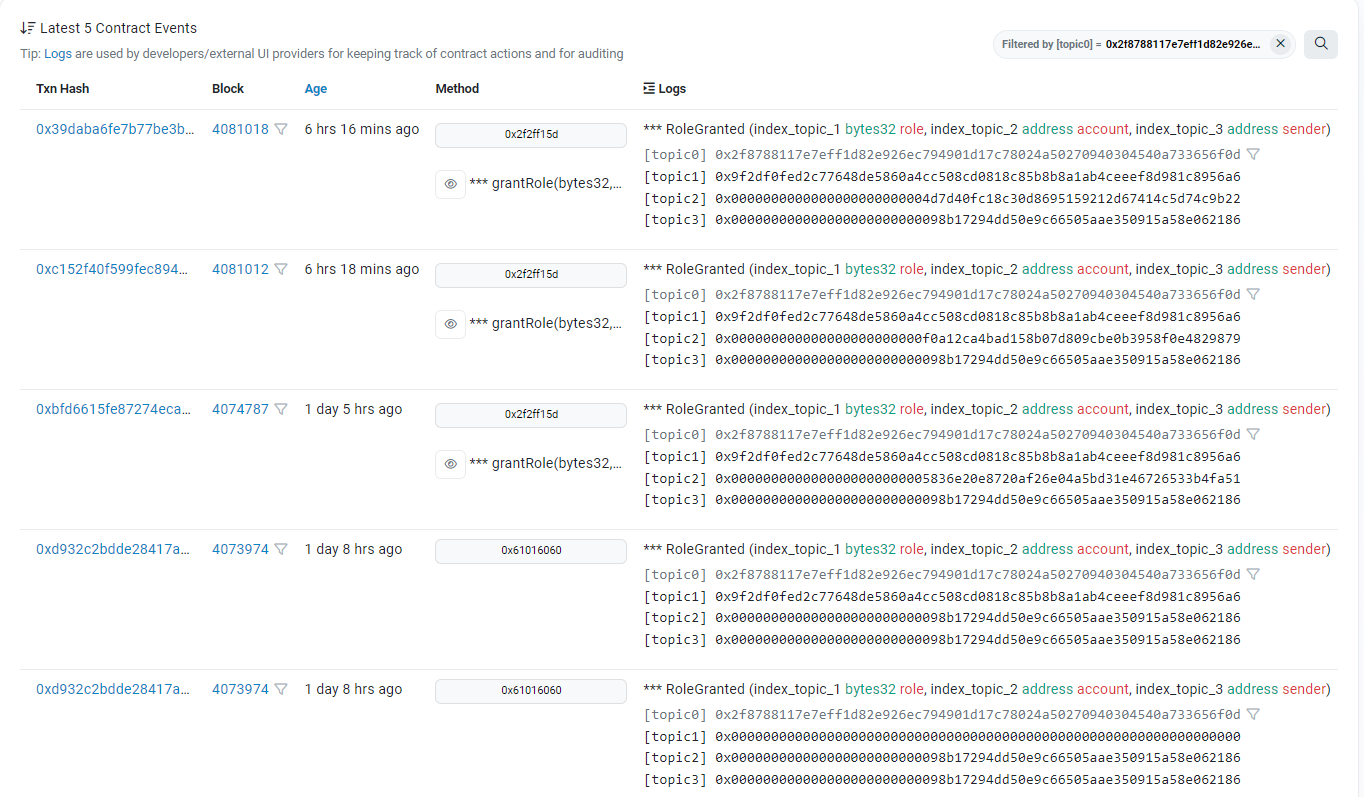 Latest 5 Contract Events
Tip: Logs are used by developers/external UI providers for keeping track of contract actions and for auditing
Filtered by [topic0] = 0x2f8788117e7eff1d82e926e...
Txn Hash Block Age Method Logs
0x39daba6fe7b77be3b... 4081018 6 hrs 16 mins ago 0x2f2ff15d *** RoleGranted (index_topic_1 bytes32 role, index_topic_2 address account, index_topic_3 address sender)
[topic0] 0x2f8788117e7eff1d82e926ec794901d17c78024a50270940304540a733656f0d
*** grantRole(bytes32,...
[topic1] 0x9f2df0fed2c77648de5860a4cc508cd0818c85b8b8a1ab4ceeef8d981c8956a6
[topic2] 0x0000000000000000000000004d7d40fc18c30d8695159212d67414c5d74c9b22
[topic3] 0x00000000000000000000000098b17294dd50e9c66505aae350915a58e062186
0xc152f40f599fec894... 4081012 6 hrs 18 mins ago 0x2f2ff15d *** RoleGranted (index_topic_1 bytes32 role, index_topic_2 address account, index_topic_3 address sender)
[topic0] 0x2f8788117e7eff1d82e926ec794901d17c78024a50270940304540a733656f0d
*** grantRole(bytes32,...
[topic1] 0x9f2df0fed2c77648de5860a4cc508cd0818c85b8b8a1ab4ceeef8d981c8956a6
[topic2] 0x000000000000000000000000f0a12ca4bad158b07d809cbe0b3958f0e4829879
[topic3] 0x00000000000000000000000098b17294dd50e9c66505aae350915a58e062186
0xbfd6615fe87274eca... 4074787 1 day 5 hrs ago 0x2f2ff15d *** RoleGranted (index_topic_1 bytes32 role, index_topic_2 address account, index_topic_3 address sender)
[topic0] 0x2f8788117e7eff1d82e926ec794901d17c78024a50270940304540a733656f0d
*** grantRole(bytes32,...
[topic1] 0x9f2df0fed2c77648de5860a4cc508cd0818c85b8b8a1ab4ceeef8d981c8956a6
[topic2] 0x0000000000000000000000005836e20e8720af26e04a5bd31e46726533b4fa51
[topic3] 0x00000000000000000000000098b17294dd50e9c66505aae350915a58e062186
0xd932c2bdde28417a... 4073974 1 day 8 hrs ago 0x61016060 *** RoleGranted (index_topic_1 bytes32 role, index_topic_2 address account, index_topic_3 address sender)
[topic0] 0x2f8788117e7eff1d82e926ec794901d17c78024a50270940304540a733656f0d
[topic1] 0x9f2df0fed2c77648de5860a4cc508cd0818c85b8b8a1ab4ceeef8d981c8956a6
[topic2] 0x00000000000000000000000098b17294dd50e9c66505aae350915a58e062186
[topic3] 0x00000000000000000000000098b17294dd50e9c66505aae350915a58e062186
0xd932c2bdde28417a... 4073974 1 day 8 hrs ago 0x61016060 *** RoleGranted (index_topic_1 bytes32 role, index_topic_2 address account, index_topic_3 address sender)
[topic0] 0x2f8788117e7eff1d82e926ec794901d17c78024a50270940304540a733656f0d
[topic1] 0x0000000000000000000000000000000000000000000000000000000000000000
[topic2] 0x00000000000000000000000098b17294dd50e9c66505aae350915a58e062186
[topic3] 0x00000000000000000000000098b17294dd50e9c66505aae350915a58e062186